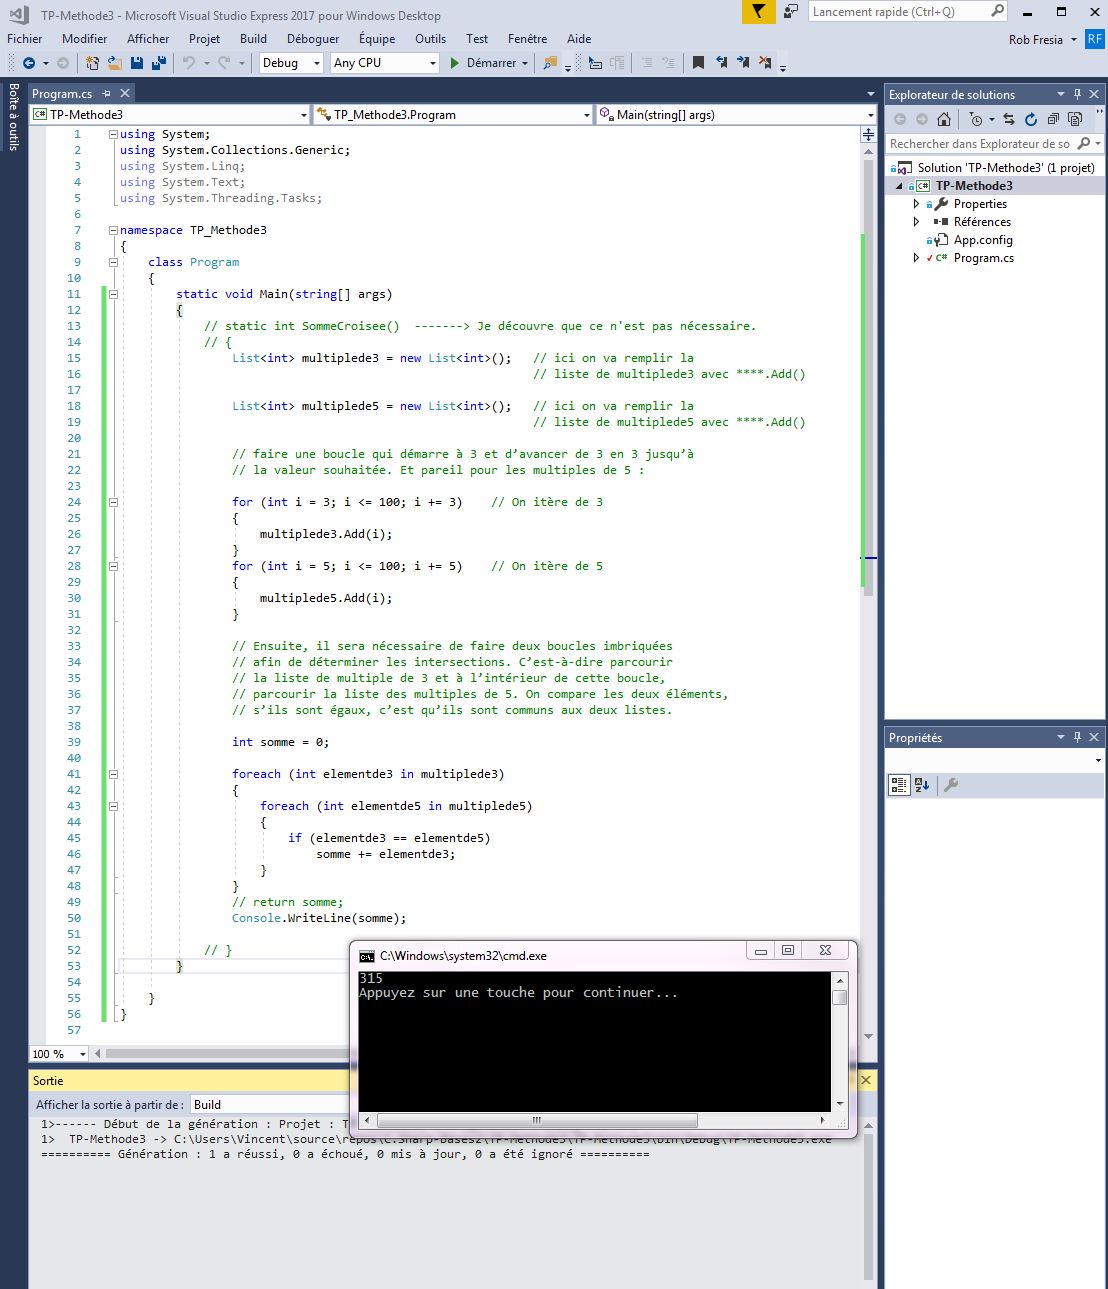 TP-Methode3 - Microsoft Visual Studio Express 2017 pour Windows Desktop
Lancement rapide (Ctrl+Q)
Fichier Modifier Afficher Projet Build Déboguer Équipe Outils Test Fenêtre Aide
Rob Fresia RF
Debug Any CPU Démarrer
Boîte à outils
Program.cs
TP-Methode3 TP_Methode3.Program Main(string[] args)
1 using System;
2 using System.Collections.Generic;
3 using System.Linq;
4 using System.Text;
5 using System.Threading.Tasks;
6
7 namespace TP_Methode3
8 {
9 class Program
10 {
11 static void Main(string[] args)
12 {
13 // static int SommeCroisee() -------> Je découvre que ce n'est pas nécessaire.
14 // {
15 List<int> multiplede3 = new List<int>(); // ici on va remplir la
16 // liste de multiplede3 avec ****.Add()
17
18 List<int> multiplede5 = new List<int>(); // ici on va remplir la
19 // liste de multiplede5 avec ****.Add()
20
21 // faire une boucle qui démarre à 3 et d’avancer de 3 en 3 jusqu’à
22 // la valeur souhaitée. Et pareil pour les multiples de 5 :
23
24 for (int i = 3; i <= 100; i += 3) // On itère de 3
25 {
26 multiplede3.Add(i);
27 }
28 for (int i = 5; i <= 100; i += 5) // On itère de 5
29 {
30 multiplede5.Add(i);
31 }
32
33 // Ensuite, il sera nécessaire de faire deux boucles imbriquées
34 // afin de déterminer les intersections. C’est-à-dire parcourir
35 // la liste de multiple de 3 et à l’intérieur de cette boucle,
36 // parcourir la liste des multiples de 5. On compare les deux éléments,
37 // s’ils sont égaux, c’est qu’ils sont communs aux deux listes.
38
39 int somme = 0;
40
41 foreach (int elementde3 in multiplede3)
42 {
43 foreach (int elementde5 in multiplede5)
44 {
45 if (elementde3 == elementde5)
46 somme += elementde3;
47 }
48 }
49 // return somme;
50 Console.WriteLine(somme);
51
52 // }
53 }
54
55 }
56 }
57
100 %
C:\Windows\system32\cmd.exe
315
Appuyez sur une touche pour continuer...
Sortie
Afficher la sortie à partir de : Build
1>------ Début de la génération : Projet : T
1> TP-Methode3 -> C:\Users\Vincent\source\repos\C.Sharp-Bases2\TP-Methode3\TP-Methode3\bin\Debug\TP-Methode3.exe
========== Génération : 1 a réussi, 0 a échoué, 0 mis à jour, 0 a été ignoré ==========
Explorateur de solutions
Rechercher dans Explorateur de so
Solution 'TP-Methode3' (1 projet)
C# TP-Methode3
Properties
Références
App.config
C# Program.cs
Propriétés